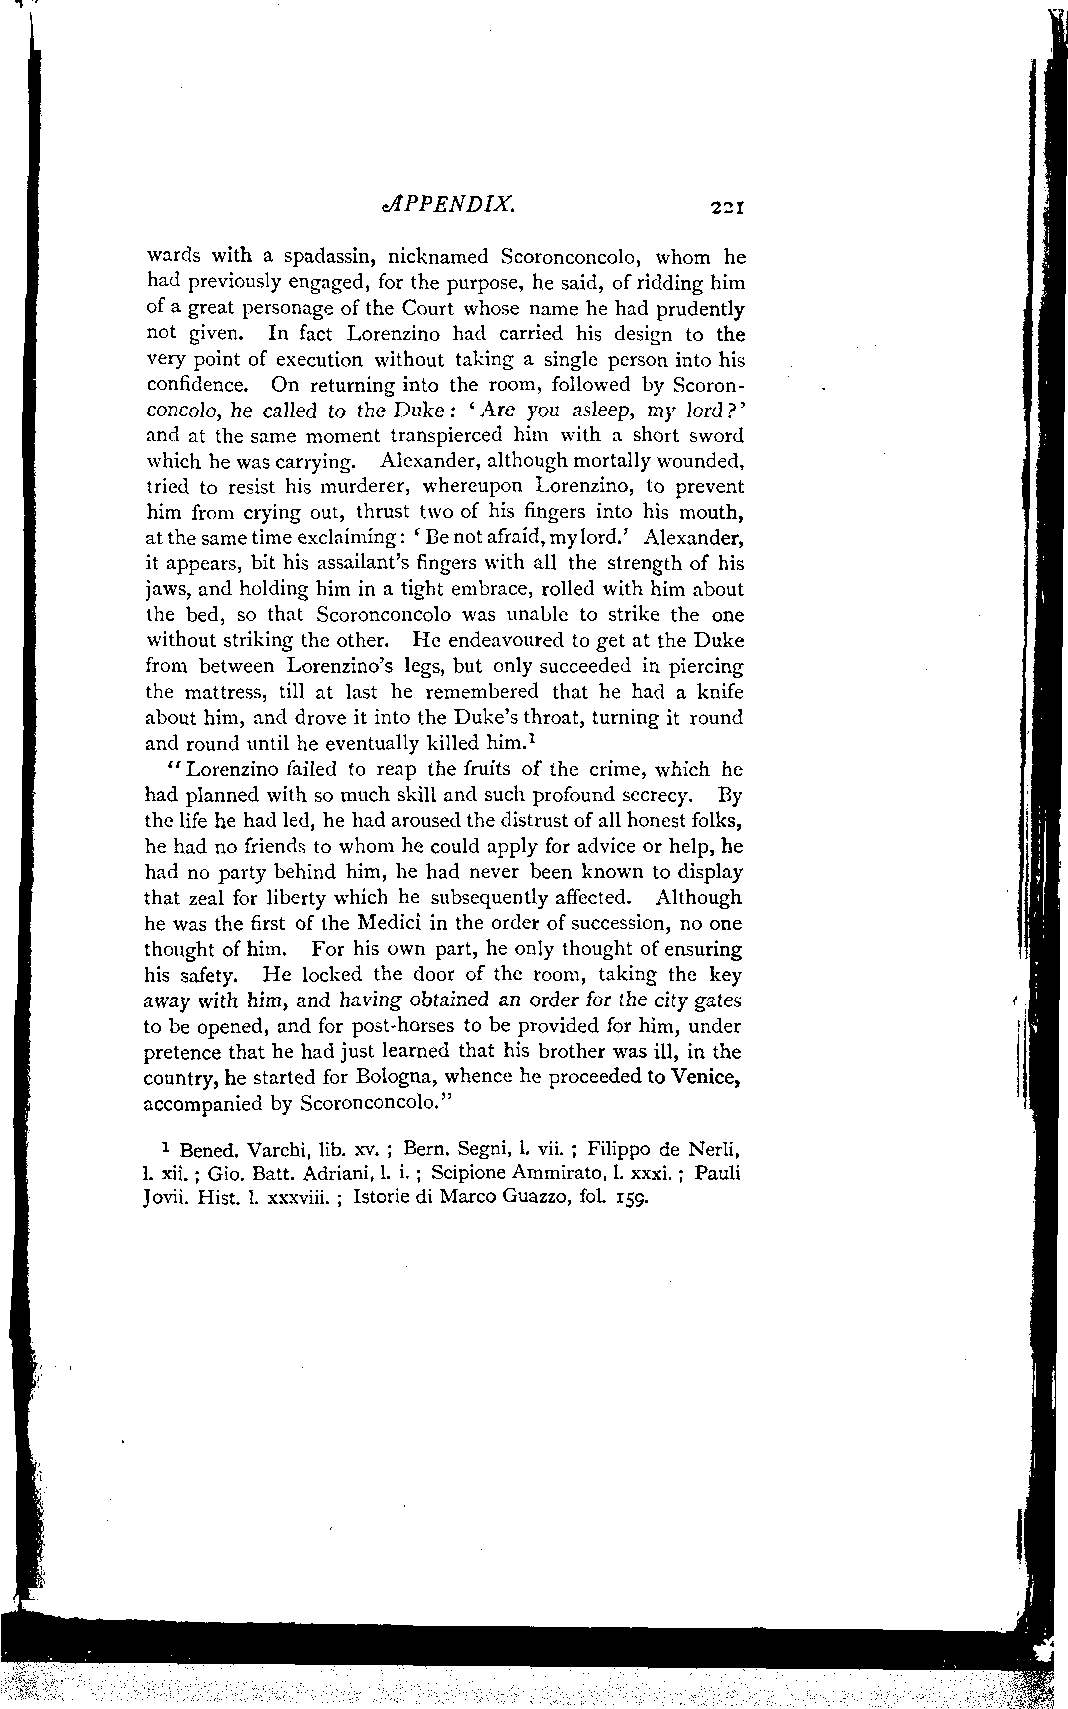 APPENDIX. 221
wards with a spadassin, nicknamed Scoronconcolo, whom he
had previously engaged, for the purpose, he said, of ridding him
of a great personage of the Court whose name he had prudently
not given. In fact Lorenzino had carried his design to the
very point of execution without taking a single person into his
confidence. On returning into the room, followed by Scoron-
concolo, he called to the Duke: ‘Are you asleep, my lord?’
and at the same moment transpierced him with a short sword
which he was carrying. Alexander, although mortally wounded,
tried to resist his murderer, whereupon Lorenzino, to prevent
him from crying out, thrust two of his fingers into his mouth,
at the same time exclaiming: ‘Be not afraid, my lord.’ Alexander,
it appears, bit his assailant's fingers with all the strength of his
jaws, and holding him in a tight embrace, rolled with him about
the bed, so that Scoronconcolo was unable to strike the one
without striking the other. He endeavoured to get at the Duke
from between Lorenzino's legs, but only succeeded in piercing
the mattress, till at last he remembered that he had a knife
about him, and drove it into the Duke's throat, turning it round
and round until he eventually killed him.¹
“Lorenzino failed to reap the fruits of the crime, which he
had planned with so much skill and such profound secrecy. By
the life he had led, he had aroused the distrust of all honest folks,
he had no friends to whom he could apply for advice or help, he
had no party behind him, he had never been known to display
that zeal for liberty which he subsequently affected. Although
he was the first of the Medici in the order of succession, no one
thought of him. For his own part, he only thought of ensuring
his safety. He locked the door of the room, taking the key
away with him, and having obtained an order for the city gates
to be opened, and for post-horses to be provided for him, under
pretence that he had just learned that his brother was ill, in the
country, he started for Bologna, whence he proceeded to Venice,
accompanied by Scoronconcolo.”
¹ Bened. Varchi, lib. xv. ; Bern. Segni, l. vii. ; Filippo de Nerli,
l. xii. ; Gio. Batt. Adriani, l. i. ; Scipione Ammirato, l. xxxi. ; Pauli
Jovii. Hist. l. xxxviii. ; Istorie di Marco Guazzo, fol. 159.